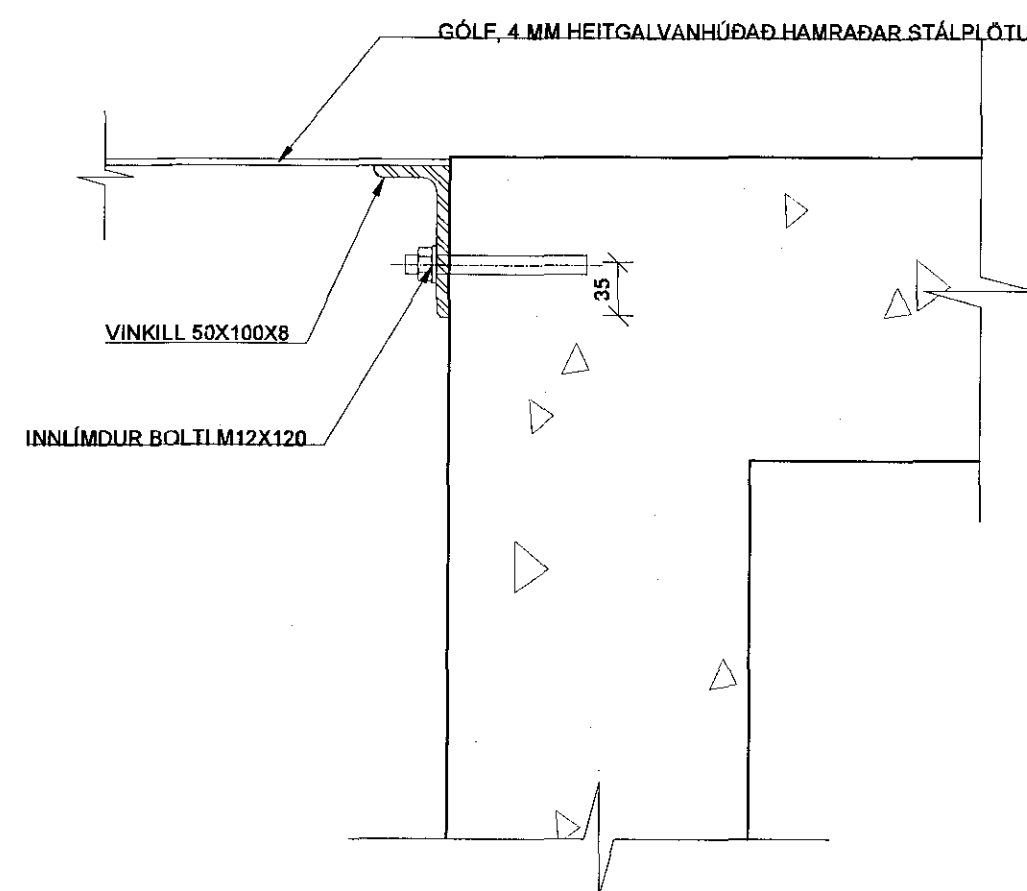 GÓLF, 4 MM HEITGALVANHÚÐAÐ HAMRAÐAR STÁLPLÖTU
35
VINKILL 50X100X8
INNLÍMDUR BOLTI M12X120